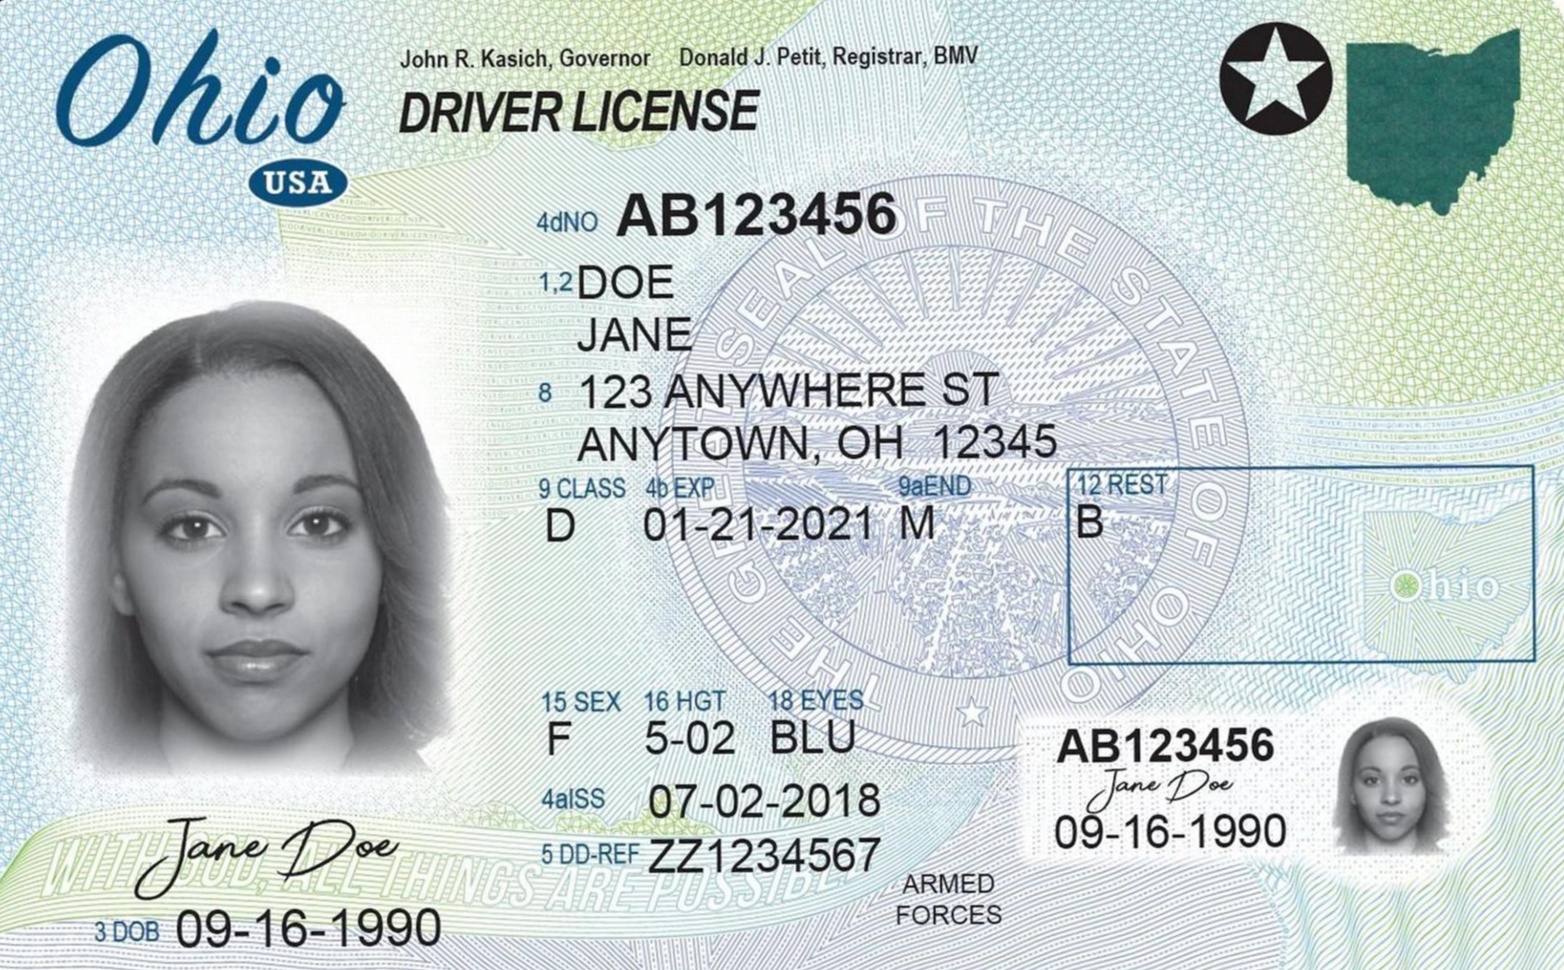 Ohio
USA
John R. Kasich, Governor Donald J. Petit, Registrar, BMV
DRIVER LICENSE
4dNO AB123456
1,2 DOE
JANE
8 123 ANYWHERE ST
ANYTOWN, OH 12345
9 CLASS 4b EXP 9aEND 12 REST
D 01-21-2021 M B
Ohio
THE GREAT SEAL OF THE STATE OF OHIO
15 SEX 16 HGT 18 EYES
F 5-02 BLU
4aISS 07-02-2018
5 DD-REF ZZ1234567
AB123456
Jane Doe
09-16-1990
ARMED
FORCES
Jane Doe
WITH GOD, ALL THINGS ARE POSSIBLE
3 DOB 09-16-1990